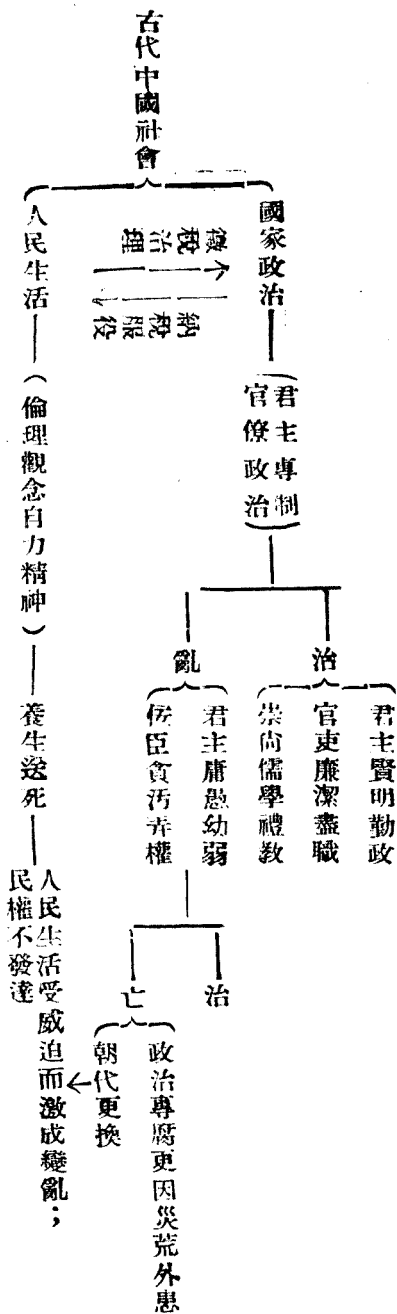 古代中國社會
國家政治
(君主專制
官僚政治)
治
君主賢明勤政
官吏廉潔盡職
崇尚儒學禮教
亂
君主庸愚幼弱
佞臣貪污弄權
治
亡
政治專腐更因災荒外患
朝代更換
徵稅治理
納稅服役
人民生活
(倫理觀念自力精神)
養生送死
人民生活受威迫而激成變亂;
民權不發達